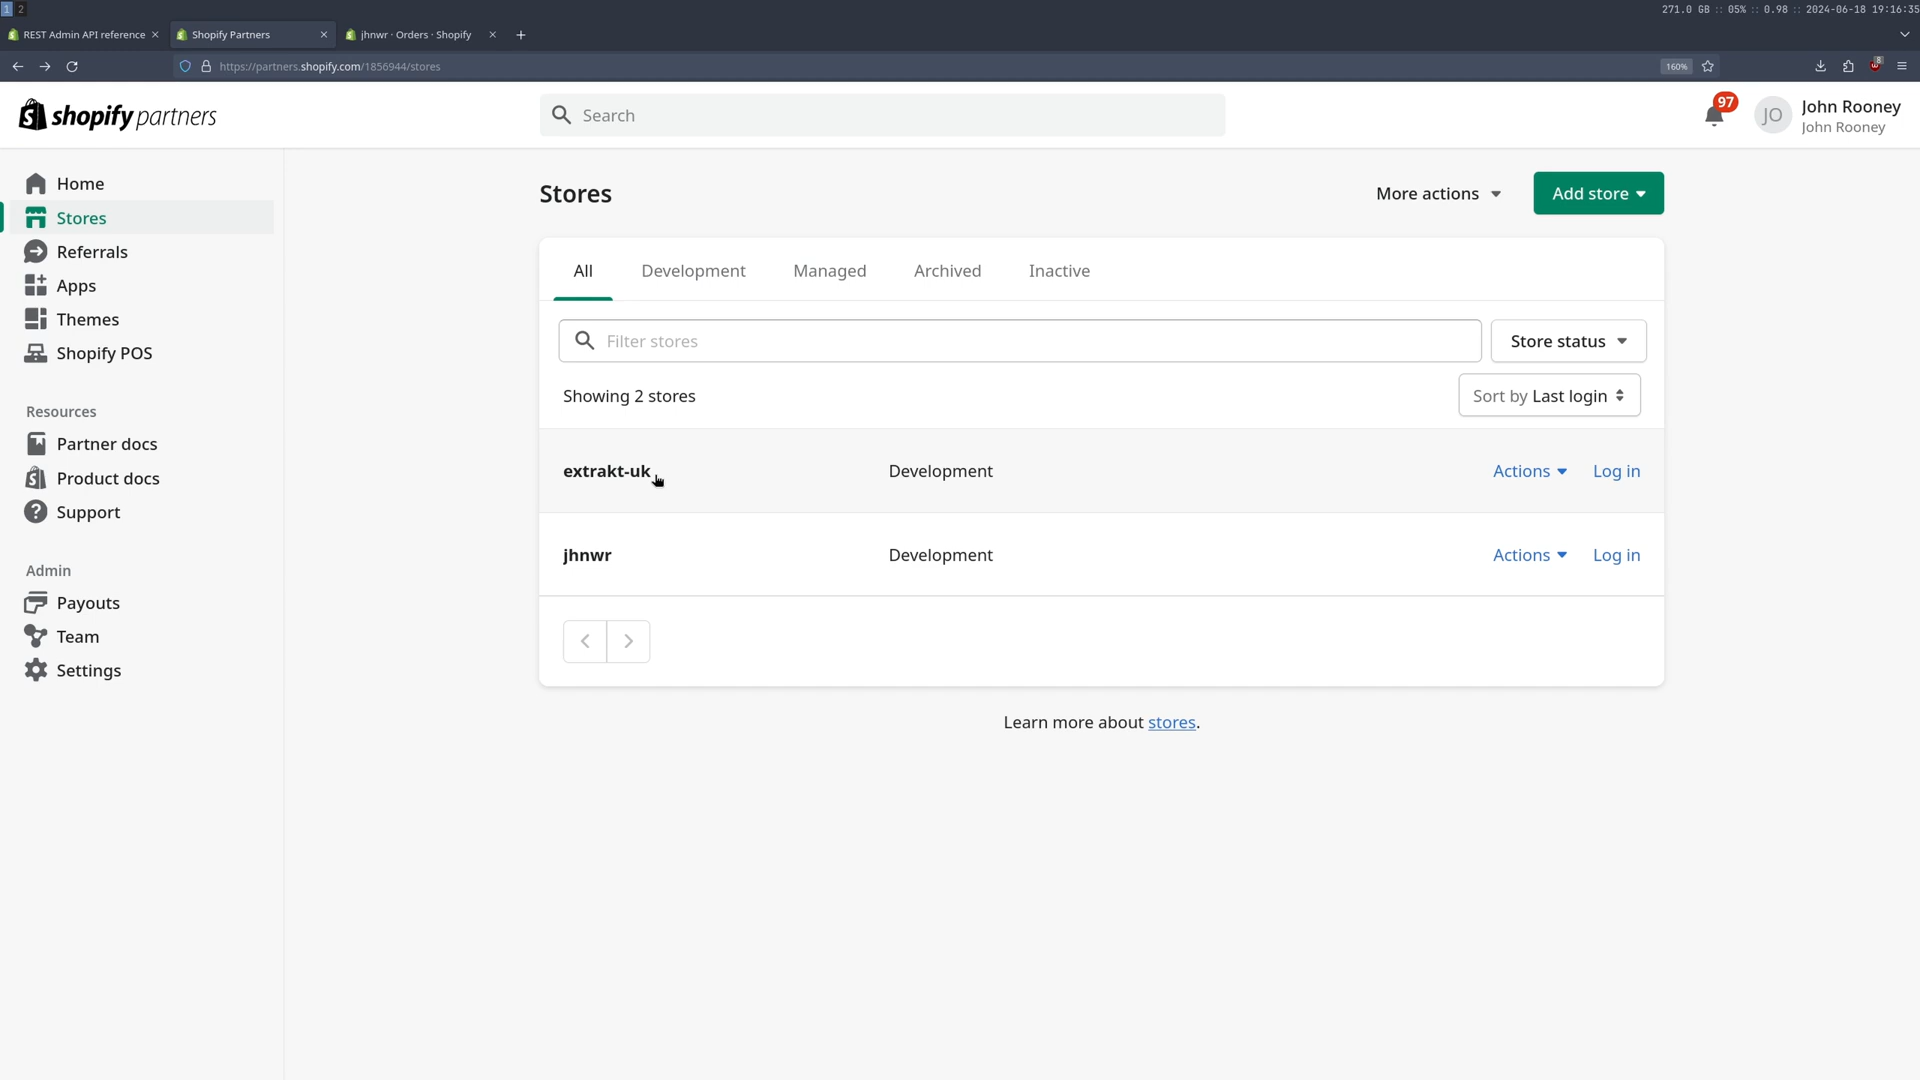 1 2
271.0 GB :: 05% :: 0.98 :: 2024-06-18 19:16:35
REST Admin API reference
Shopify Partners
jhnwr · Orders · Shopify
https://partners.shopify.com/1856944/stores
160%
8
shopify partners
Search
97
JO
John Rooney
John Rooney
Home
Stores
Referrals
Apps
Themes
Shopify POS
Resources
Partner docs
Product docs
Support
Admin
Payouts
Team
Settings
Stores
More actions
Add store
All Development Managed Archived Inactive
Filter stores
Store status
Showing 2 stores
Sort by Last login
extrakt-uk Development Actions Log in
jhnwr Development Actions Log in
Learn more about stores.